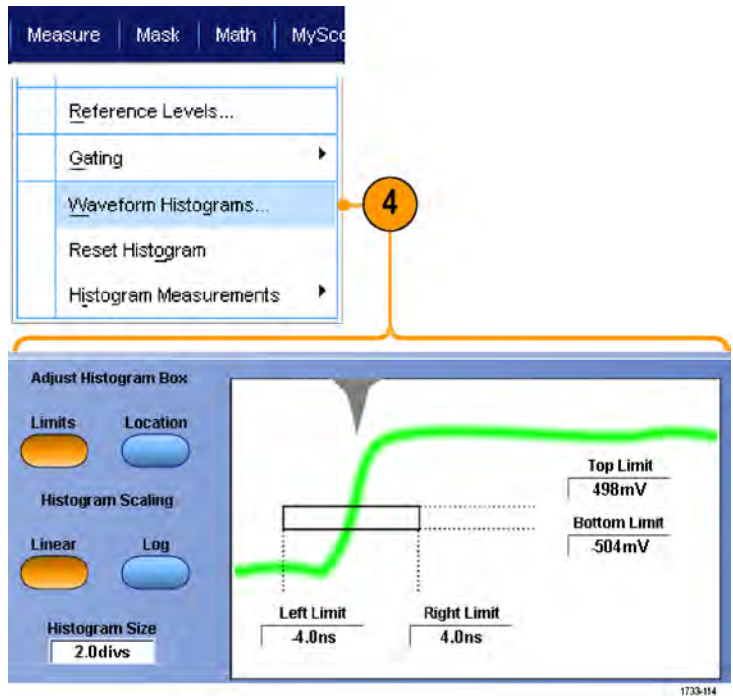 Measure Mask Math
Reference Levels...
Gating
Waveform Histograms...
4
Reset Histogram
Histogram Measurements
Adjust Histogram Box
Limits Location
Histogram Scaling
Linear Log
Histogram Size
2.0divs
Top Limit
498mV
Bottom Limit
-504mV
Left Limit Right Limit
-4.0ns 4.0ns
1733-114